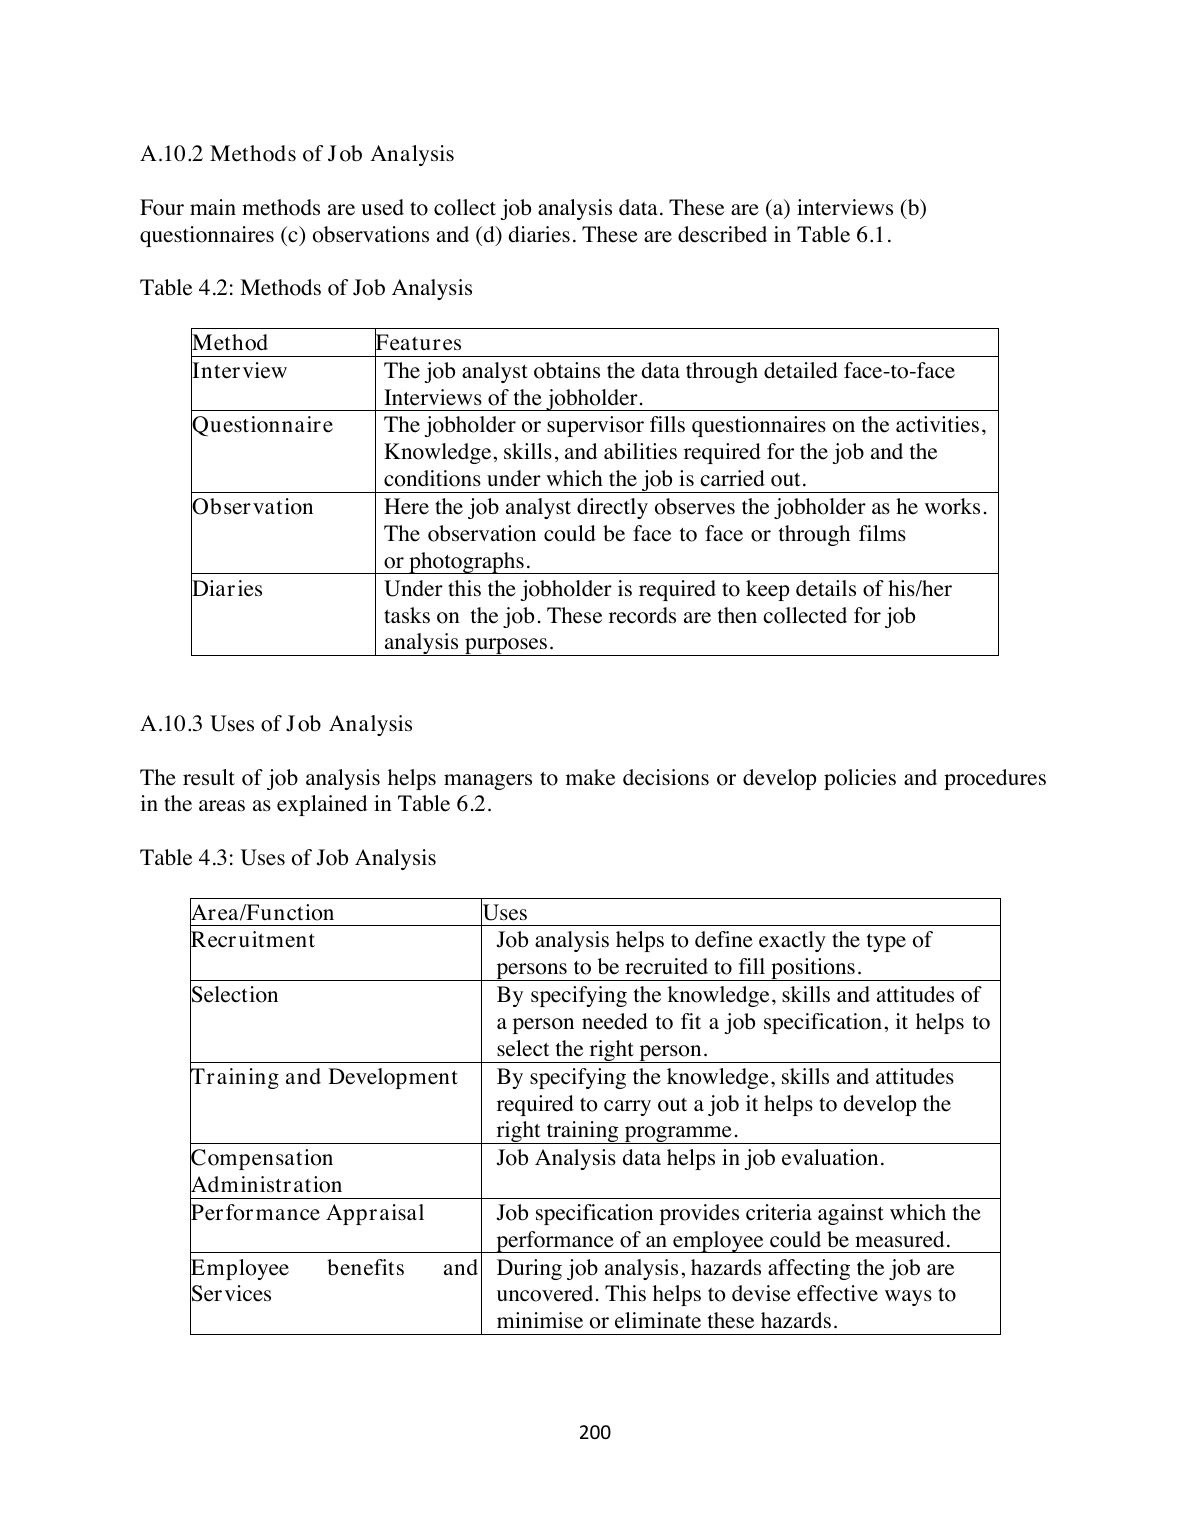 A.10.2 Methods of Job Analysis
Four main methods are used to collect job analysis data. These are (a) interviews (b)
questionnaires (c) observations and (d) diaries. These are described in Table 6.1.
Table 4.2: Methods of Job Analysis
Method Features
Interview The job analyst obtains the data through detailed face-to-face
Interviews of the jobholder.
Questionnaire The jobholder or supervisor fills questionnaires on the activities,
Knowledge, skills, and abilities required for the job and the
conditions under which the job is carried out.
Observation Here the job analyst directly observes the jobholder as he works.
The observation could be face to face or through films
or photographs.
Diaries Under this the jobholder is required to keep details of his/her
tasks on the job. These records are then collected for job
analysis purposes.
A.10.3 Uses of Job Analysis
The result of job analysis helps managers to make decisions or develop policies and procedures
in the areas as explained in Table 6.2.
Table 4.3: Uses of Job Analysis
Area/Function Uses
Recruitment Job analysis helps to define exactly the type of
persons to be recruited to fill positions.
Selection By specifying the knowledge, skills and attitudes of
a person needed to fit a job specification, it helps to
select the right person.
Training and Development By specifying the knowledge, skills and attitudes
required to carry out a job it helps to develop the
right training programme.
Compensation Job Analysis data helps in job evaluation.
Administration
Performance Appraisal Job specification provides criteria against which the
performance of an employee could be measured.
Employee benefits and During job analysis, hazards affecting the job are
Services uncovered. This helps to devise effective ways to
minimise or eliminate these hazards.
200